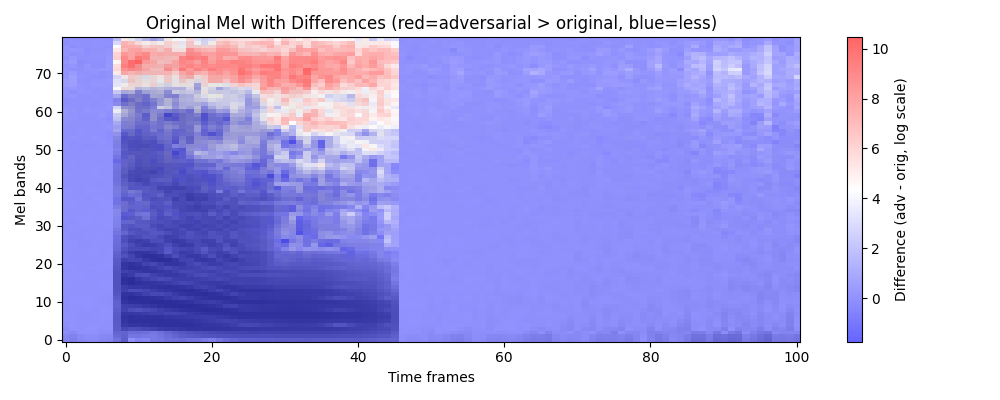 Original Mel with Differences (red=adversarial > original, blue=less)
Mel bands
70
60
50
40
30
20
10
0
0 20 40 60 80 100
Time frames
10
8
6
4
2
0
Difference (adv - orig, log scale)